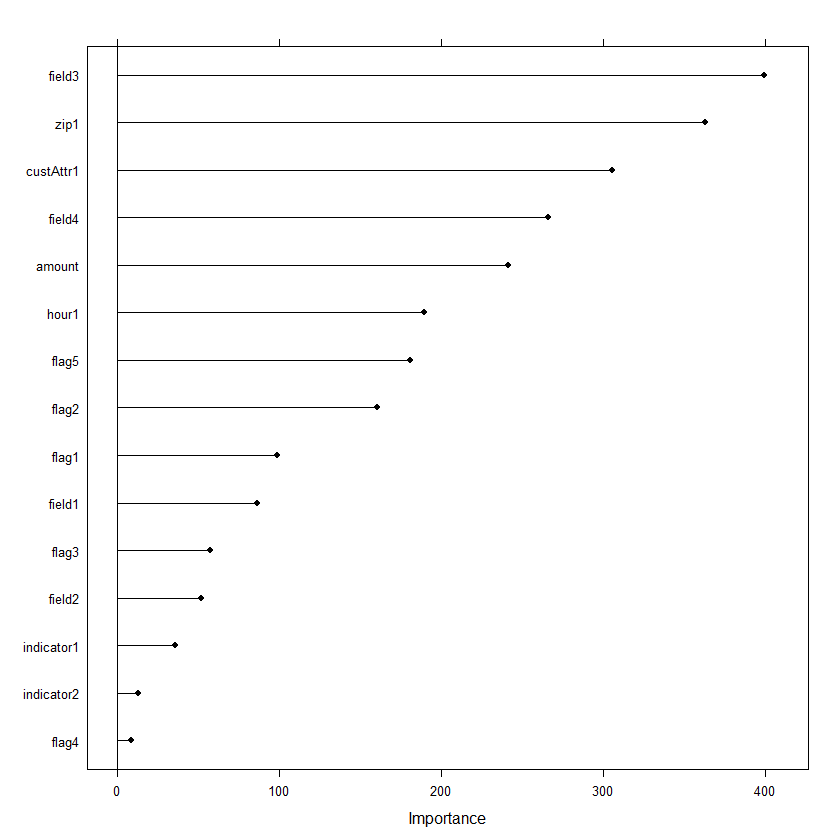 field3
zip1
custAttr1
field4
amount
hour1
flag5
flag2
flag1
field1
flag3
field2
indicator1
indicator2
flag4
0 100 200 300 400
Importance